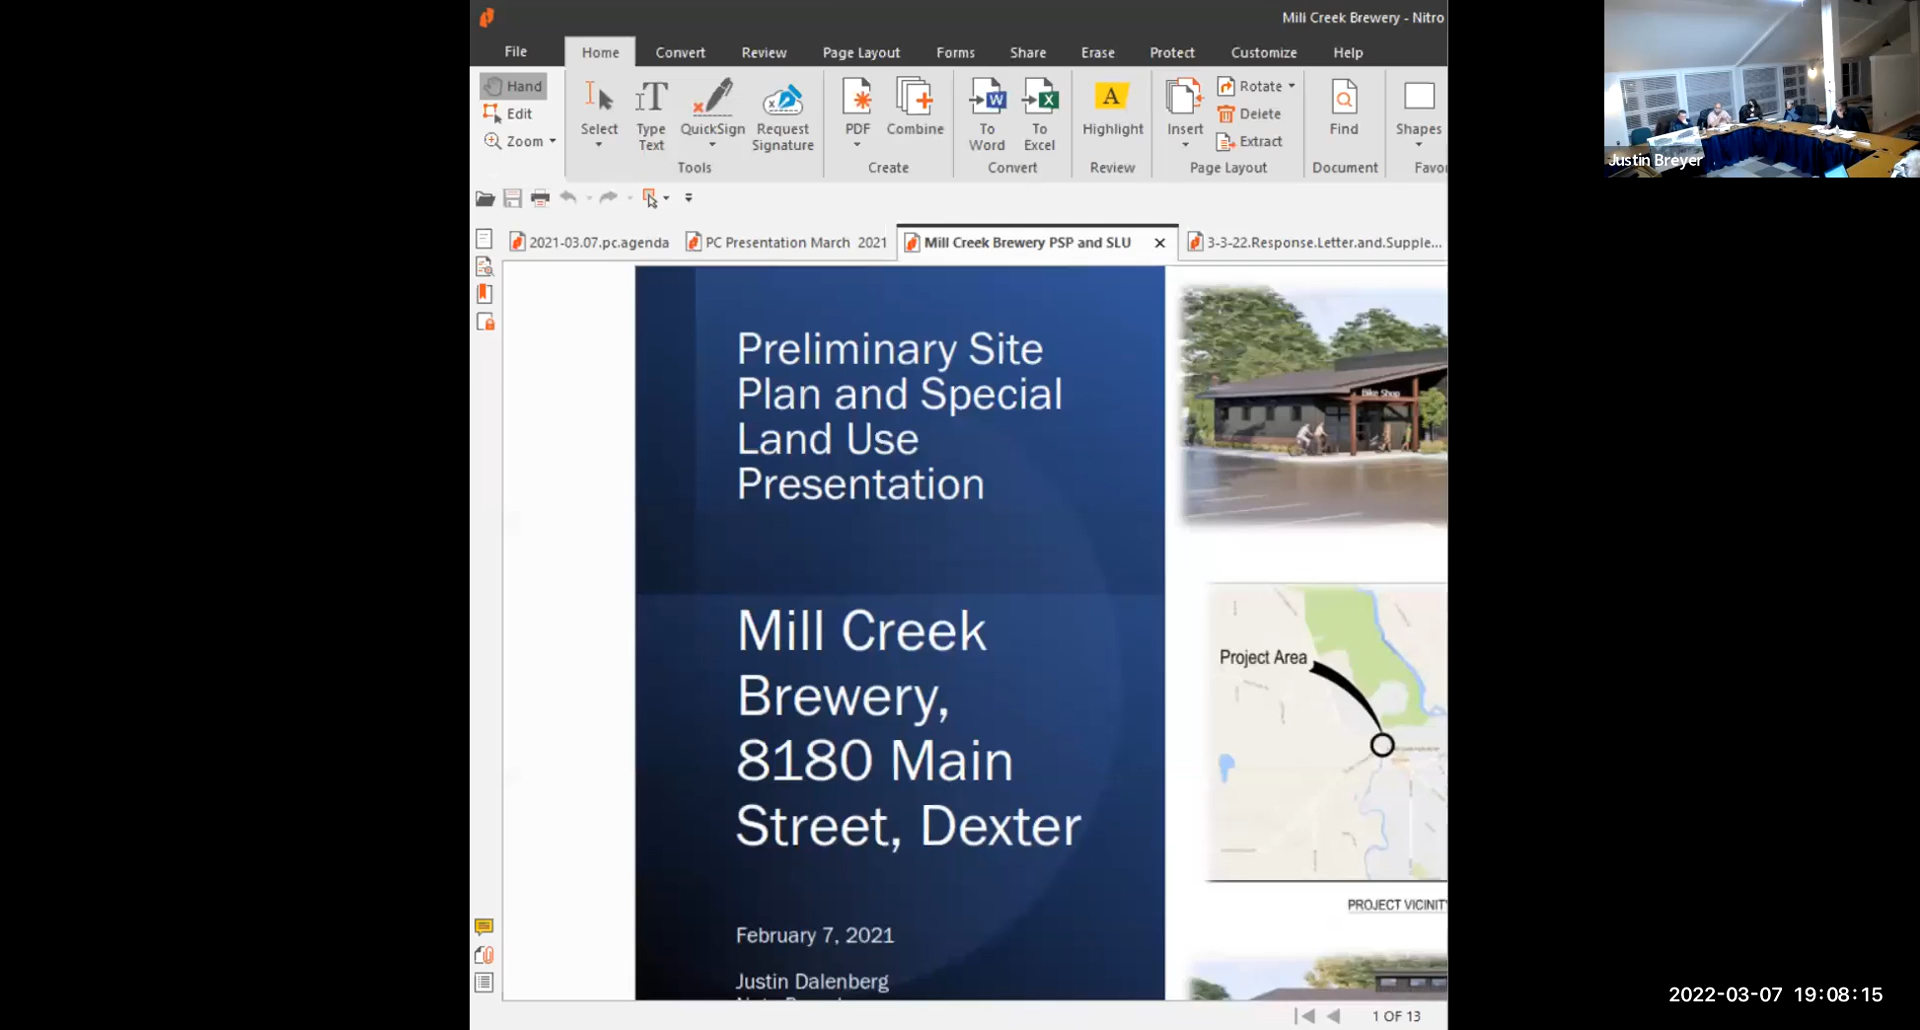 Mill Creek Brewery - Nitro
File Home Convert Review Page Layout Forms Share Erase Protect Customize Help
Hand
Edit
Zoom
Select
Type
Text
QuickSign
Request
Signature
Tools
PDF
Combine
Create
To
Word
To
Excel
Convert
Highlight
Review
Insert
Rotate
Delete
Extract
Page Layout
Find
Document
Shapes
Favo
2021-03.07.pc.agenda
PC Presentation March 2021
Mill Creek Brewery PSP and SLU
3-3-22.Response.Letter.and.Supple...
Preliminary Site
Plan and Special
Land Use
Presentation
Mill Creek
Brewery,
8180 Main
Street, Dexter
February 7, 2021
Justin Dalenberg
Bike Shop
Project Area
PROJECT VICINIT
1 OF 13
Justin Breyer
2022-03-07 19:08:15